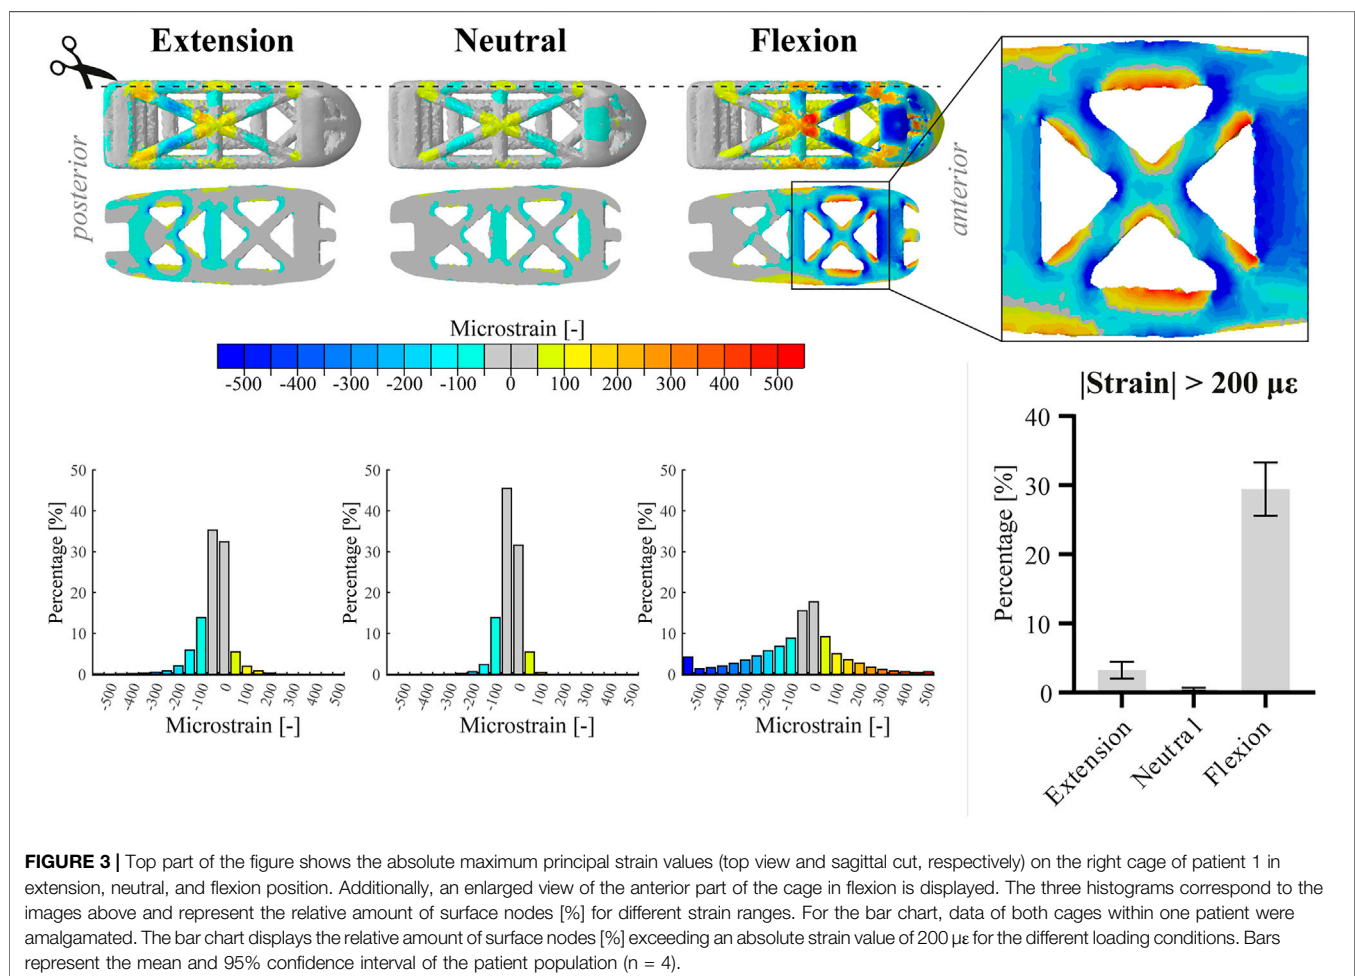 Extension Neutral Flexion
posterior
anterior
Microstrain [-]
-500 -400 -300 -200 -100 0 100 200 300 400 500
|Strain| > 200 με
50
40
30
20
10
0
Percentage [%]
-500 -400 -300 -200 -100 0 100 200 300 400 500
Microstrain [-]
50
40
30
20
10
0
Percentage [%]
-500 -400 -300 -200 -100 0 100 200 300 400 500
Microstrain [-]
50
40
30
20
10
0
Percentage [%]
-500 -400 -300 -200 -100 0 100 200 300 400 500
Microstrain [-]
40
30
20
10
0
Percentage [%]
Extension Neutral Flexion
FIGURE 3 | Top part of the figure shows the absolute maximum principal strain values (top view and sagittal cut, respectively) on the right cage of patient 1 in
extension, neutral, and flexion position. Additionally, an enlarged view of the anterior part of the cage in flexion is displayed. The three histograms correspond to the
images above and represent the relative amount of surface nodes [%] for different strain ranges. For the bar chart, data of both cages within one patient were
amalgamated. The bar chart displays the relative amount of surface nodes [%] exceeding an absolute strain value of 200 με for the different loading conditions. Bars
represent the mean and 95% confidence interval of the patient population (n = 4).